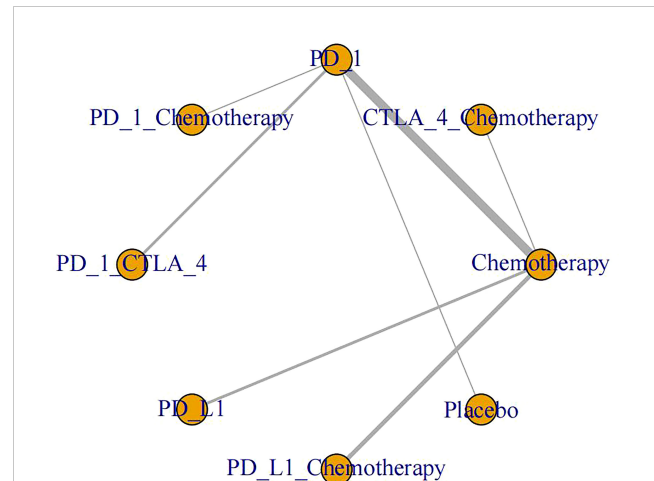 PD_1
PD_1_Chemotherapy
CTLA_4_Chemotherapy
PD_1_CTLA_4
Chemotherapy
PD_L1
Placebo
PD_L1_Chemotherapy